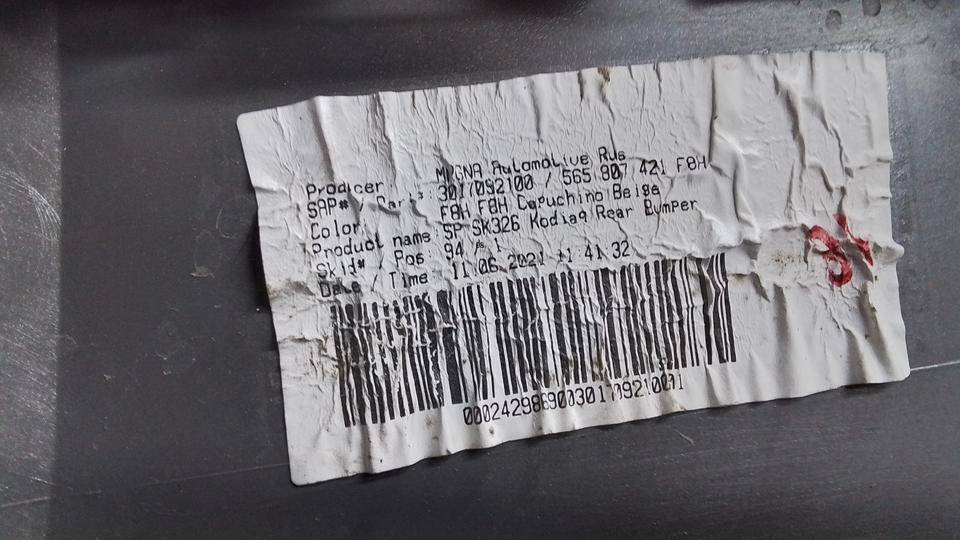 Producer MAGNA Automotive Rus
SAP# / Part# 3017092100 / 565 807 421 F8H
Color F8H F8H Capuchino Beige
Product name SP SK326 Kodiaq Rear Bumper
Skid# / Pos 94 / 1
Date / Time 11.06.2021 11:41:32